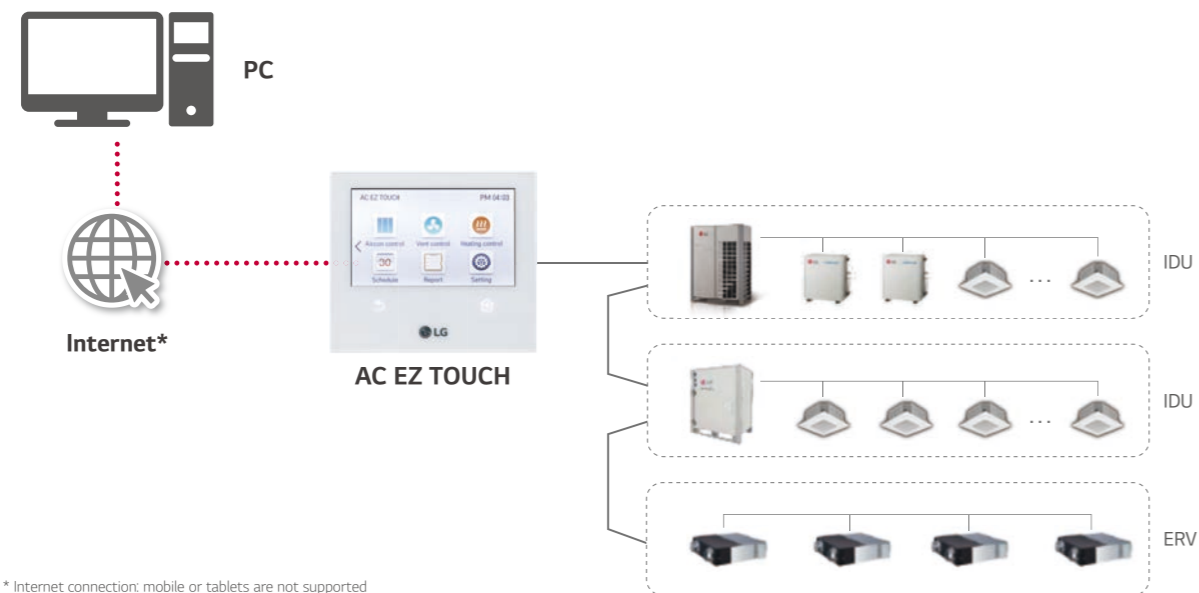 PC
Internet*
AC EZ TOUCH
PM 04:03
Aircon control
Vent control
Heating control
30
Schedule
Report
Setting
LG
AC EZ TOUCH
IDU
IDU
ERV
* Internet connection: mobile or tablets are not supported